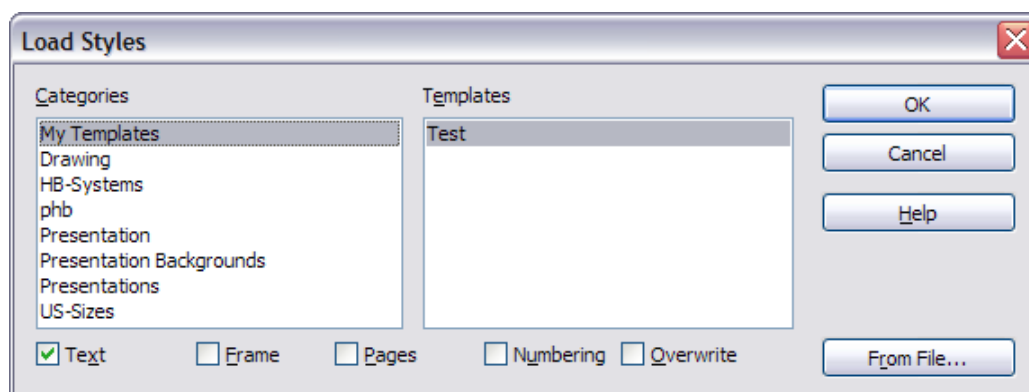 Load Styles
Categories
Templates
My Templates
Drawing
HB-Systems
phb
Presentation
Presentation Backgrounds
Presentations
US-Sizes
Test
OK
Cancel
Help
Text Frame Pages Numbering Overwrite
From File...